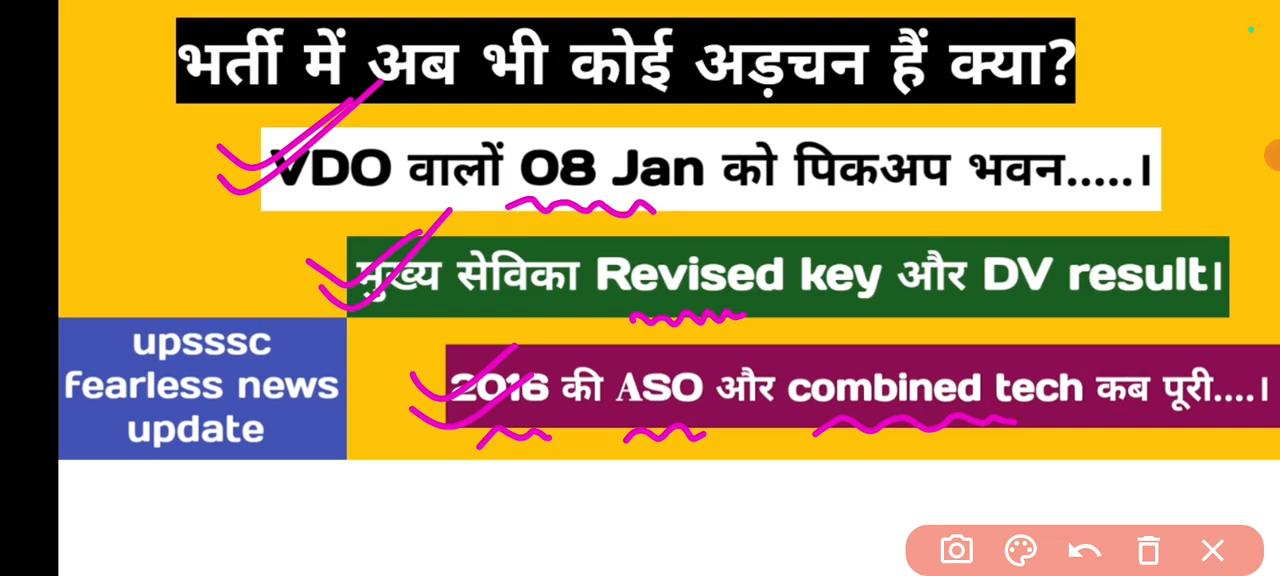 भर्ती में अब भी कोई अड़चन हैं क्या?
VDO वालों 08 Jan को पिकअप भवन.....।
मुख्य सेविका Revised key और DV result।
upsssc
fearless news
update
2016 की ASO और combined tech कब पूरी....।